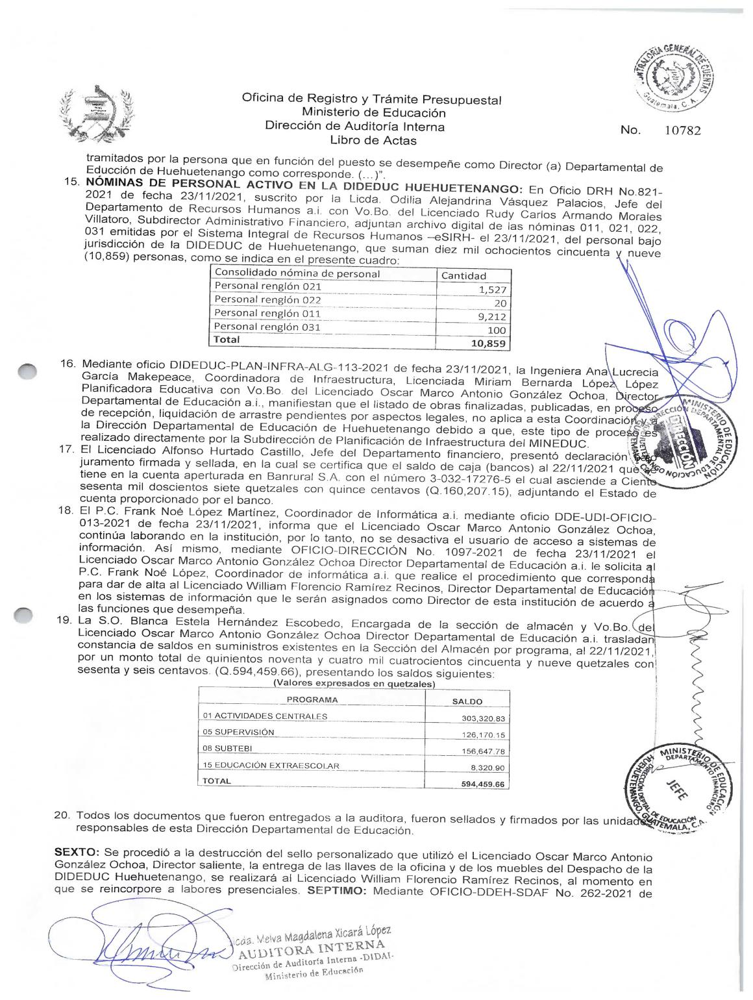 CONTRALORÍA GENERAL DE CUENTAS
Guatemala, C. A.
Oficina de Registro y Trámite Presupuestal
Ministerio de Educación
Dirección de Auditoría Interna
Libro de Actas
No. 10782
tramitados por la persona que en función del puesto se desempeñe como Director (a) Departamental de
Educción de Huehuetenango como corresponde. (...)".
15. NÓMINAS DE PERSONAL ACTIVO EN LA DIDEDUC HUEHUETENANGO: En Oficio DRH No.821-
2021 de fecha 23/11/2021, suscrito por la Licda. Odilia Alejandrina Vásquez Palacios, Jefe del
Departamento de Recursos Humanos a.i. con Vo.Bo. del Licenciado Rudy Carlos Armando Morales
Villatoro, Subdirector Administrativo Financiero, adjuntan archivo digital de las nóminas 011, 021, 022,
031 emitidas por el Sistema Integral de Recursos Humanos –eSIRH- el 23/11/2021, del personal bajo
jurisdicción de la DIDEDUC de Huehuetenango, que suman diez mil ochocientos cincuenta y nueve
(10,859) personas, como se indica en el presente cuadro:
Consolidado nómina de personal Cantidad
Personal renglón 021 1,527
Personal renglón 022 20
Personal renglón 011 9,212
Personal renglón 031 100
Total 10,859
16. Mediante oficio DIDEDUC-PLAN-INFRA-ALG-113-2021 de fecha 23/11/2021, la Ingeniera Ana Lucrecia
García Makepeace, Coordinadora de Infraestructura, Licenciada Miriam Bernarda López López
Planificadora Educativa con Vo.Bo. del Licenciado Oscar Marco Antonio González Ochoa, Director
Departamental de Educación a.i., manifiestan que el listado de obras finalizadas, publicadas, en proceso
de recepción, liquidación de arrastre pendientes por aspectos legales, no aplica a esta Coordinación y a
la Dirección Departamental de Educación de Huehuetenango debido a que, este tipo de proceso es
realizado directamente por la Subdirección de Planificación de Infraestructura del MINEDUC.
17. El Licenciado Alfonso Hurtado Castillo, Jefe del Departamento financiero, presentó declaración
juramento firmada y sellada, en la cual se certifica que el saldo de caja (bancos) al 22/11/2021 que se
tiene en la cuenta aperturada en Banrural S.A. con el número 3-032-17276-5 el cual asciende a Ciento
sesenta mil doscientos siete quetzales con quince centavos (Q.160,207.15), adjuntando el Estado de
cuenta proporcionado por el banco.
18. El P.C. Frank Noé López Martínez, Coordinador de Informática a.i. mediante oficio DDE-UDI-OFICIO-
013-2021 de fecha 23/11/2021, informa que el Licenciado Oscar Marco Antonio González Ochoa,
continúa laborando en la institución, por lo tanto, no se desactiva el usuario de acceso a sistemas de
información. Así mismo, mediante OFICIO-DIRECCIÓN No. 1097-2021 de fecha 23/11/2021 el
Licenciado Oscar Marco Antonio González Ochoa Director Departamental de Educación a.i. le solicita al
P.C. Frank Noé López, Coordinador de informática a.i. que realice el procedimiento que corresponda
para dar de alta al Licenciado William Florencio Ramírez Recinos, Director Departamental de Educación
en los sistemas de información que le serán asignados como Director de esta institución de acuerdo a
las funciones que desempeña.
19. La S.O. Blanca Estela Hernández Escobedo, Encargada de la sección de almacén y Vo.Bo. del
Licenciado Oscar Marco Antonio González Ochoa Director Departamental de Educación a.i. trasladan
constancia de saldos en suministros existentes en la Sección del Almacén por programa, al 22/11/2021,
por un monto total de quinientos noventa y cuatro mil cuatrocientos cincuenta y nueve quetzales con
sesenta y seis centavos. (Q.594,459.66), presentando los saldos siguientes:
(Valores expresados en quetzales)
PROGRAMA SALDO
01 ACTIVIDADES CENTRALES 303,320.83
05 SUPERVISIÓN 126,170.15
08 SUBTEBI 156,647.78
15 EDUCACIÓN EXTRAESCOLAR 8,320.90
TOTAL 594,459.66
MINISTERIO DE EDUCACIÓN
DEPARTAMENTO FINANCIERO
JEFE
DIRECCIÓN DEPTAL. DE EDUCACIÓN
HUEHUETENANGO, GUATEMALA, C.A.
20. Todos los documentos que fueron entregados a la auditora, fueron sellados y firmados por las unidades
responsables de esta Dirección Departamental de Educación.
SEXTO: Se procedió a la destrucción del sello personalizado que utilizó el Licenciado Oscar Marco Antonio
González Ochoa, Director saliente, la entrega de las llaves de la oficina y de los muebles del Despacho de la
DIDEDUC Huehuetenango, se realizará al Licenciado William Florencio Ramírez Recinos, al momento en
que se reincorpore a labores presenciales. SEPTIMO: Mediante OFICIO-DDEH-SDAF No. 262-2021 de
Licda. Melva Magdalena Xicará López
AUDITORA INTERNA
Dirección de Auditoría Interna -DIDAI-
Ministerio de Educación